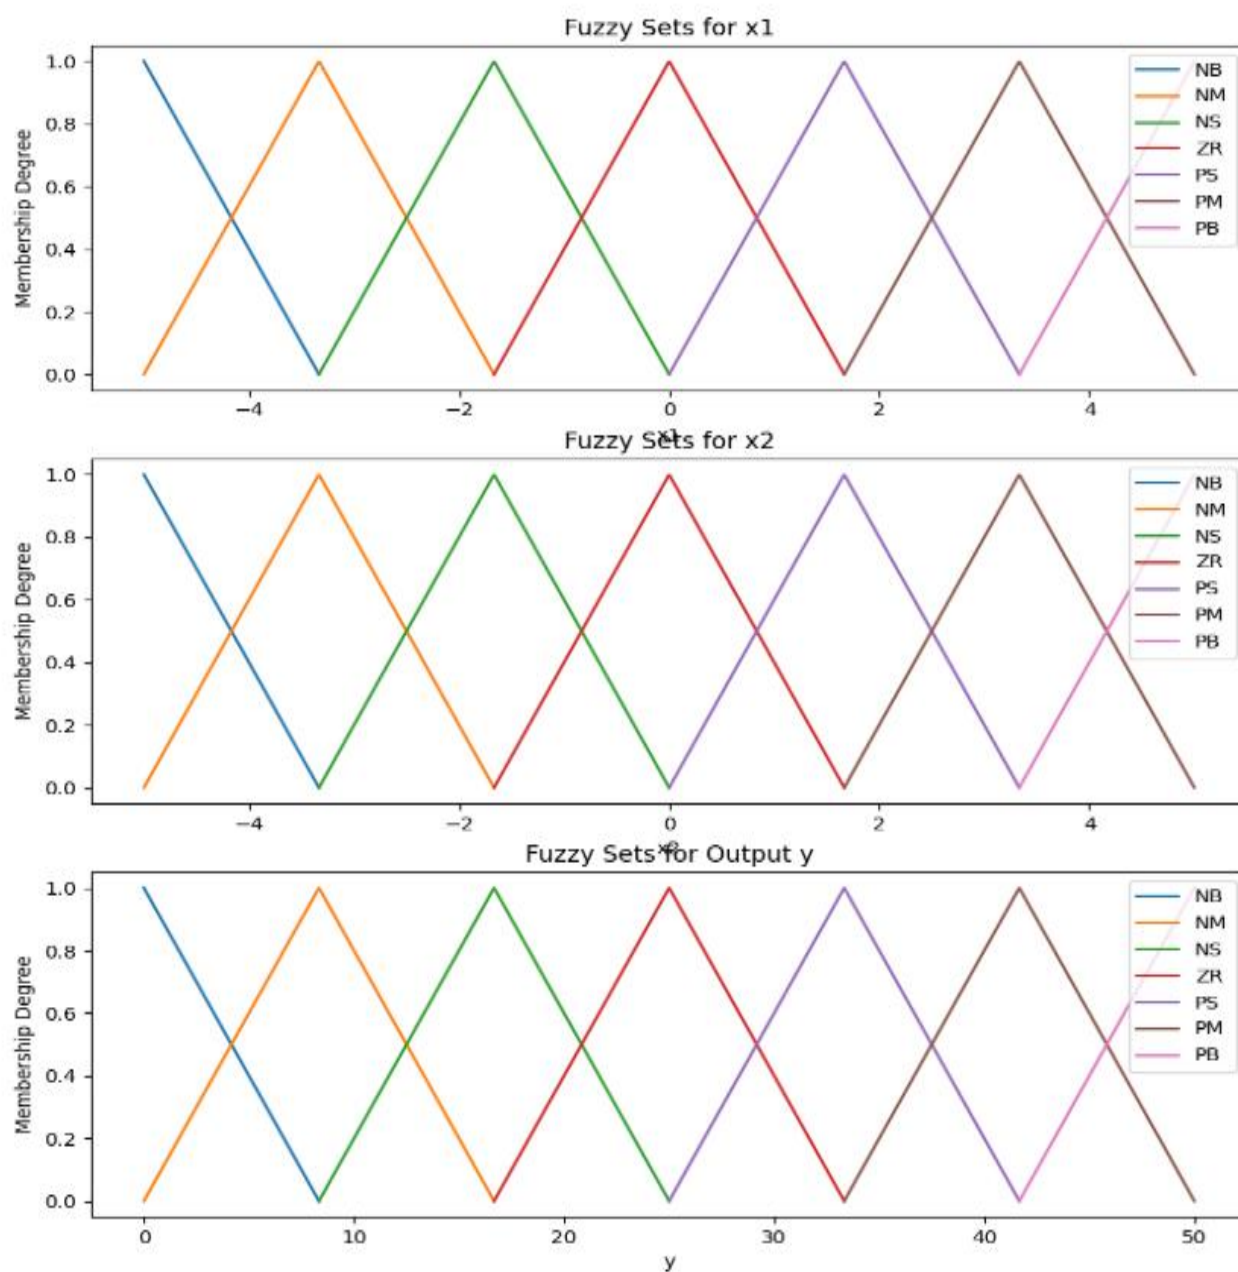 Fuzzy Sets for x1
Membership Degree
1.0
0.8
0.6
0.4
0.2
0.0
NB
NM
NS
ZR
PS
PM
PB
−4 −2 0 2 4
x1
Fuzzy Sets for x2
Membership Degree
1.0
0.8
0.6
0.4
0.2
0.0
NB
NM
NS
ZR
PS
PM
PB
−4 −2 0 2 4
x2
Fuzzy Sets for Output y
Membership Degree
1.0
0.8
0.6
0.4
0.2
0.0
NB
NM
NS
ZR
PS
PM
PB
0 10 20 30 40 50
y